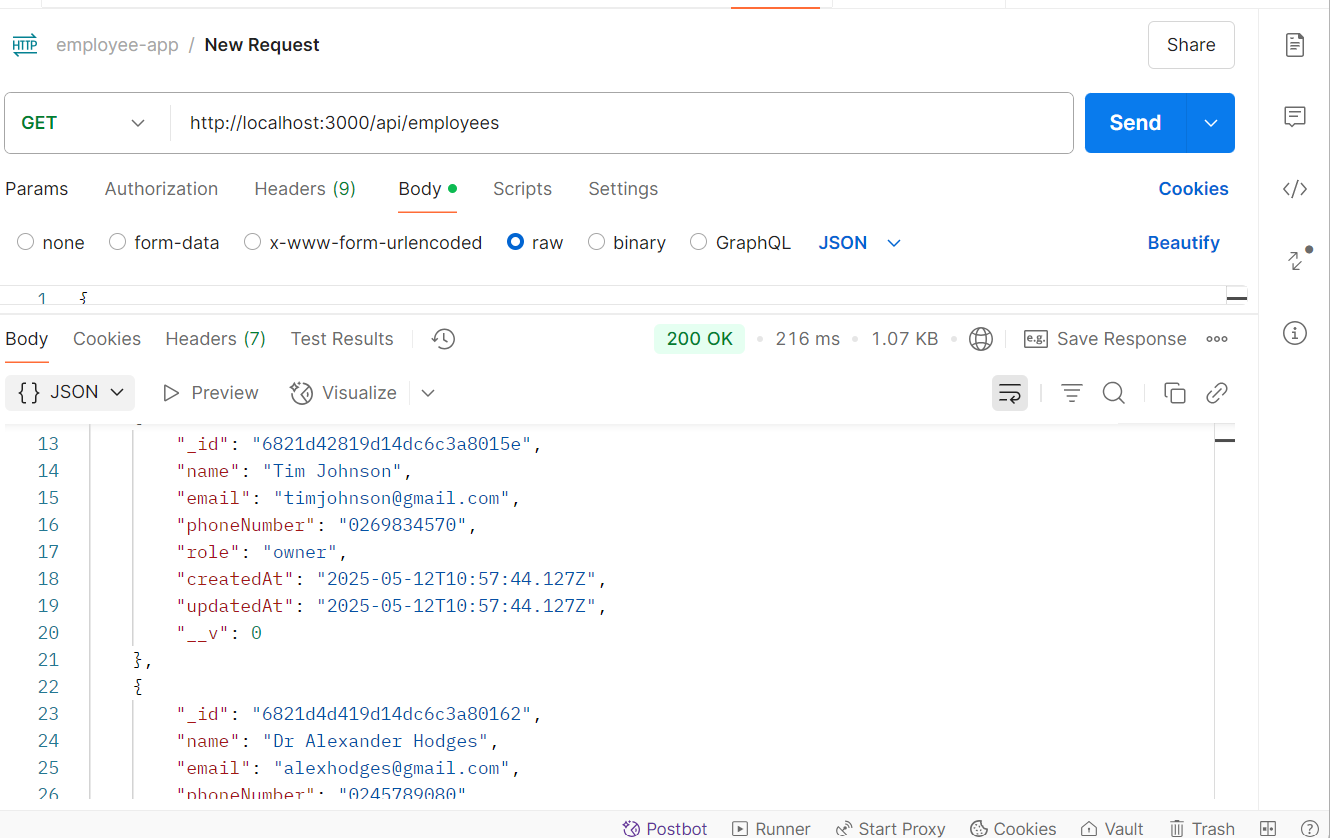 HTTP employee-app / New Request Share
GET http://localhost:3000/api/employees Send
Params Authorization Headers (9) Body Scripts Settings Cookies
none form-data x-www-form-urlencoded raw binary GraphQL JSON Beautify
1 {
Body Cookies Headers (7) Test Results 200 OK • 216 ms • 1.07 KB • e.g. Save Response
{} JSON Preview Visualize
13 "_id": "6821d42819d14dc6c3a8015e",
14 "name": "Tim Johnson",
15 "email": "timjohnson@gmail.com",
16 "phoneNumber": "0269834570",
17 "role": "owner",
18 "createdAt": "2025-05-12T10:57:44.127Z",
19 "updatedAt": "2025-05-12T10:57:44.127Z",
20 "__v": 0
21 },
22 {
23 "_id": "6821d4d419d14dc6c3a80162",
24 "name": "Dr Alexander Hodges",
25 "email": "alexhodges@gmail.com",
26 "phoneNumber": "0245789080"
Postbot Runner Start Proxy Cookies Vault Trash